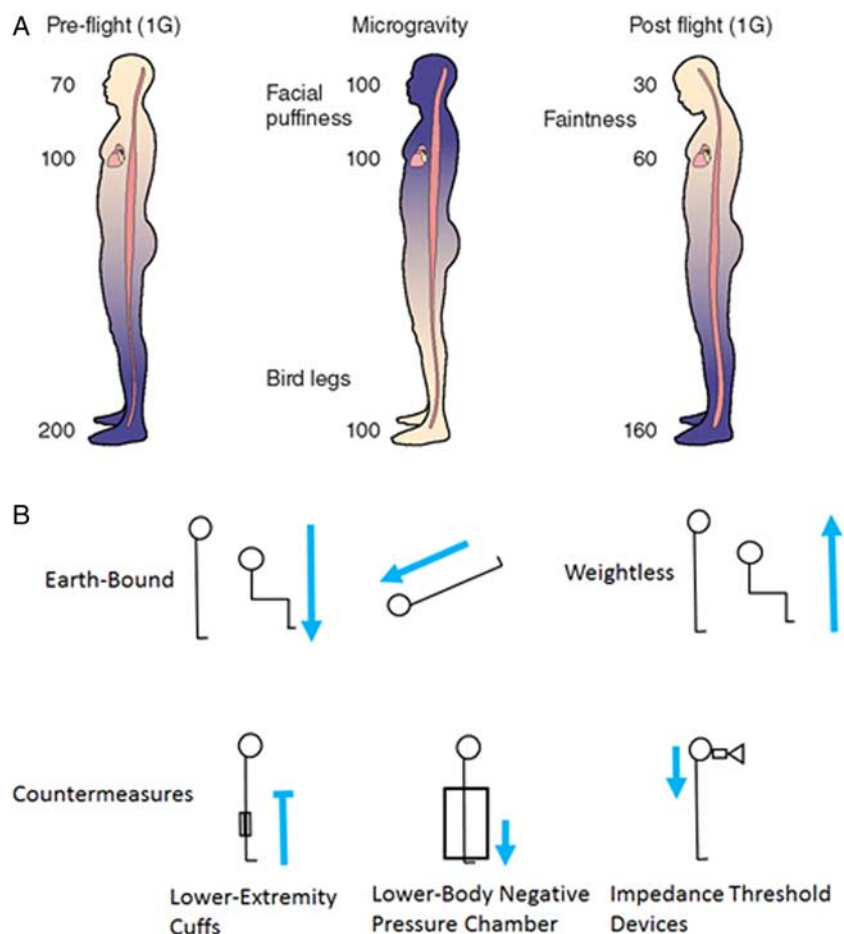 A
Pre-flight (1G)
Microgravity
Post flight (1G)
70
100
200
Facial
puffiness
100
100
Bird legs
100
Faintness
30
60
160
B
Earth-Bound
Weightless
Countermeasures
Lower-Extremity
Cuffs
Lower-Body Negative
Pressure Chamber
Impedance Threshold
Devices